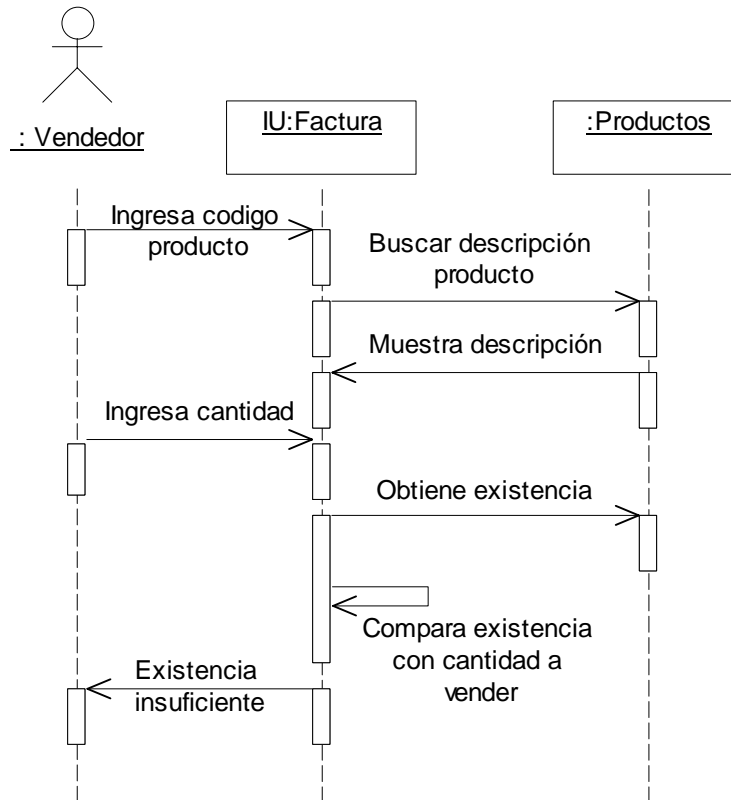 : Vendedor
IU:Factura
:Productos
Ingresa codigo
producto
Buscar descripción
producto
Muestra descripción
Ingresa cantidad
Obtiene existencia
Compara existencia
con cantidad a
vender
Existencia
insuficiente